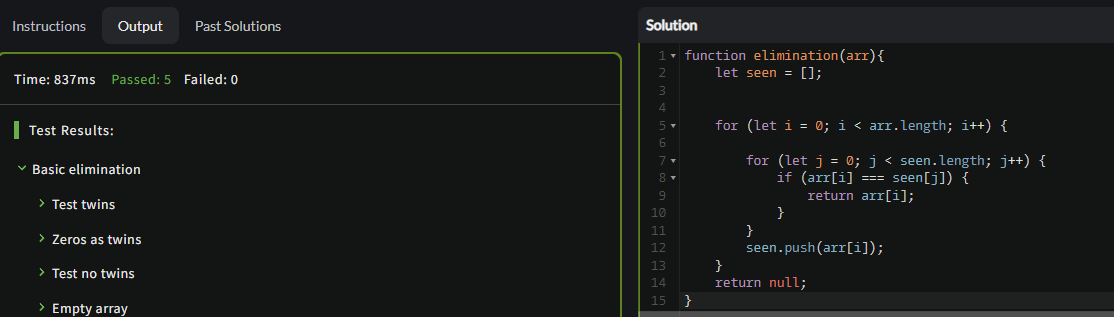 Instructions Output Past Solutions
Time: 837ms Passed: 5 Failed: 0
Test Results:
Basic elimination
Test twins
Zeros as twins
Test no twins
Empty array
Solution
1 function elimination(arr){
2     let seen = [];
3
4
5     for (let i = 0; i < arr.length; i++) {
6
7         for (let j = 0; j < seen.length; j++) {
8             if (arr[i] === seen[j]) {
9                 return arr[i];
10             }
11         }
12         seen.push(arr[i]);
13     }
14     return null;
15 }